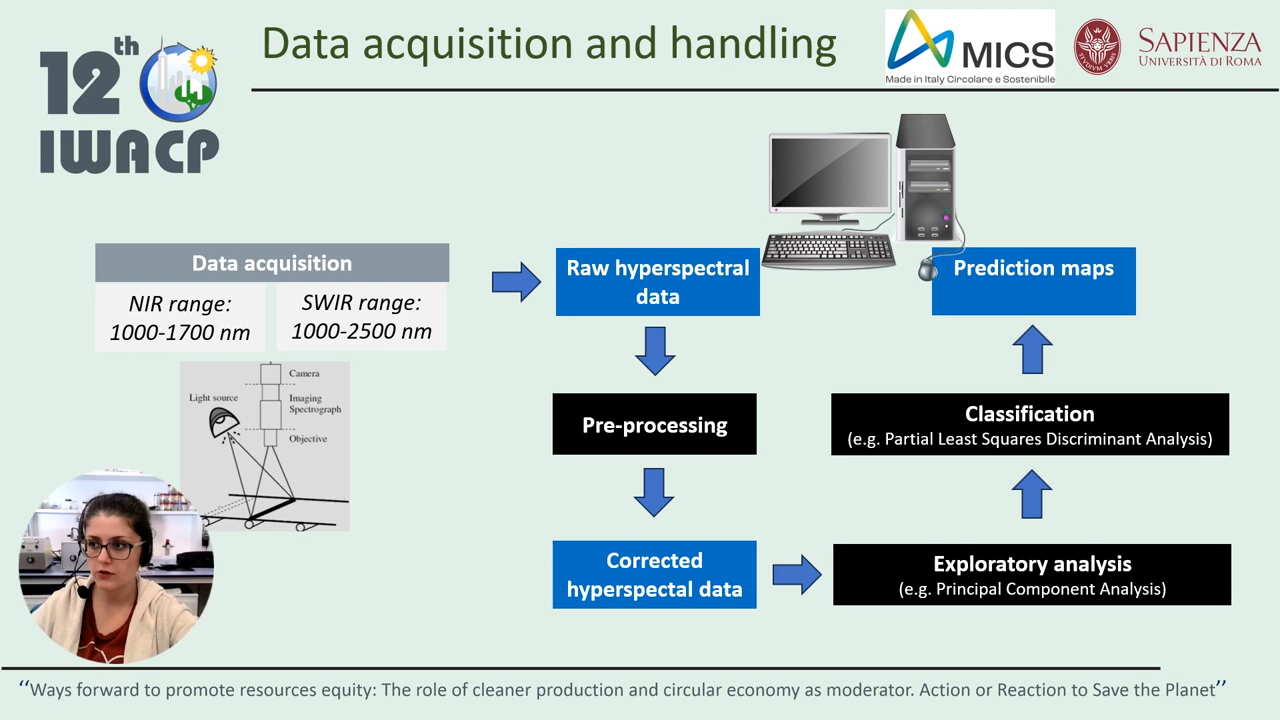 12th
IWACP
Data acquisition and handling
MICS
Made in Italy Circolare e Sostenibile
SAPIENZA
UNIVERSITÀ DI ROMA
Data acquisition
NIR range:
1000-1700 nm
SWIR range:
1000-2500 nm
Camera
Light source
Imaging
Spectrograph
Objective
Raw hyperspectral
data
Pre-processing
Corrected
hyperspectal data
Exploratory analysis
(e.g. Principal Component Analysis)
Classification
(e.g. Partial Least Squares Discriminant Analysis)
Prediction maps
“Ways forward to promote resources equity: The role of cleaner production and circular economy as moderator. Action or Reaction to Save the Planet”